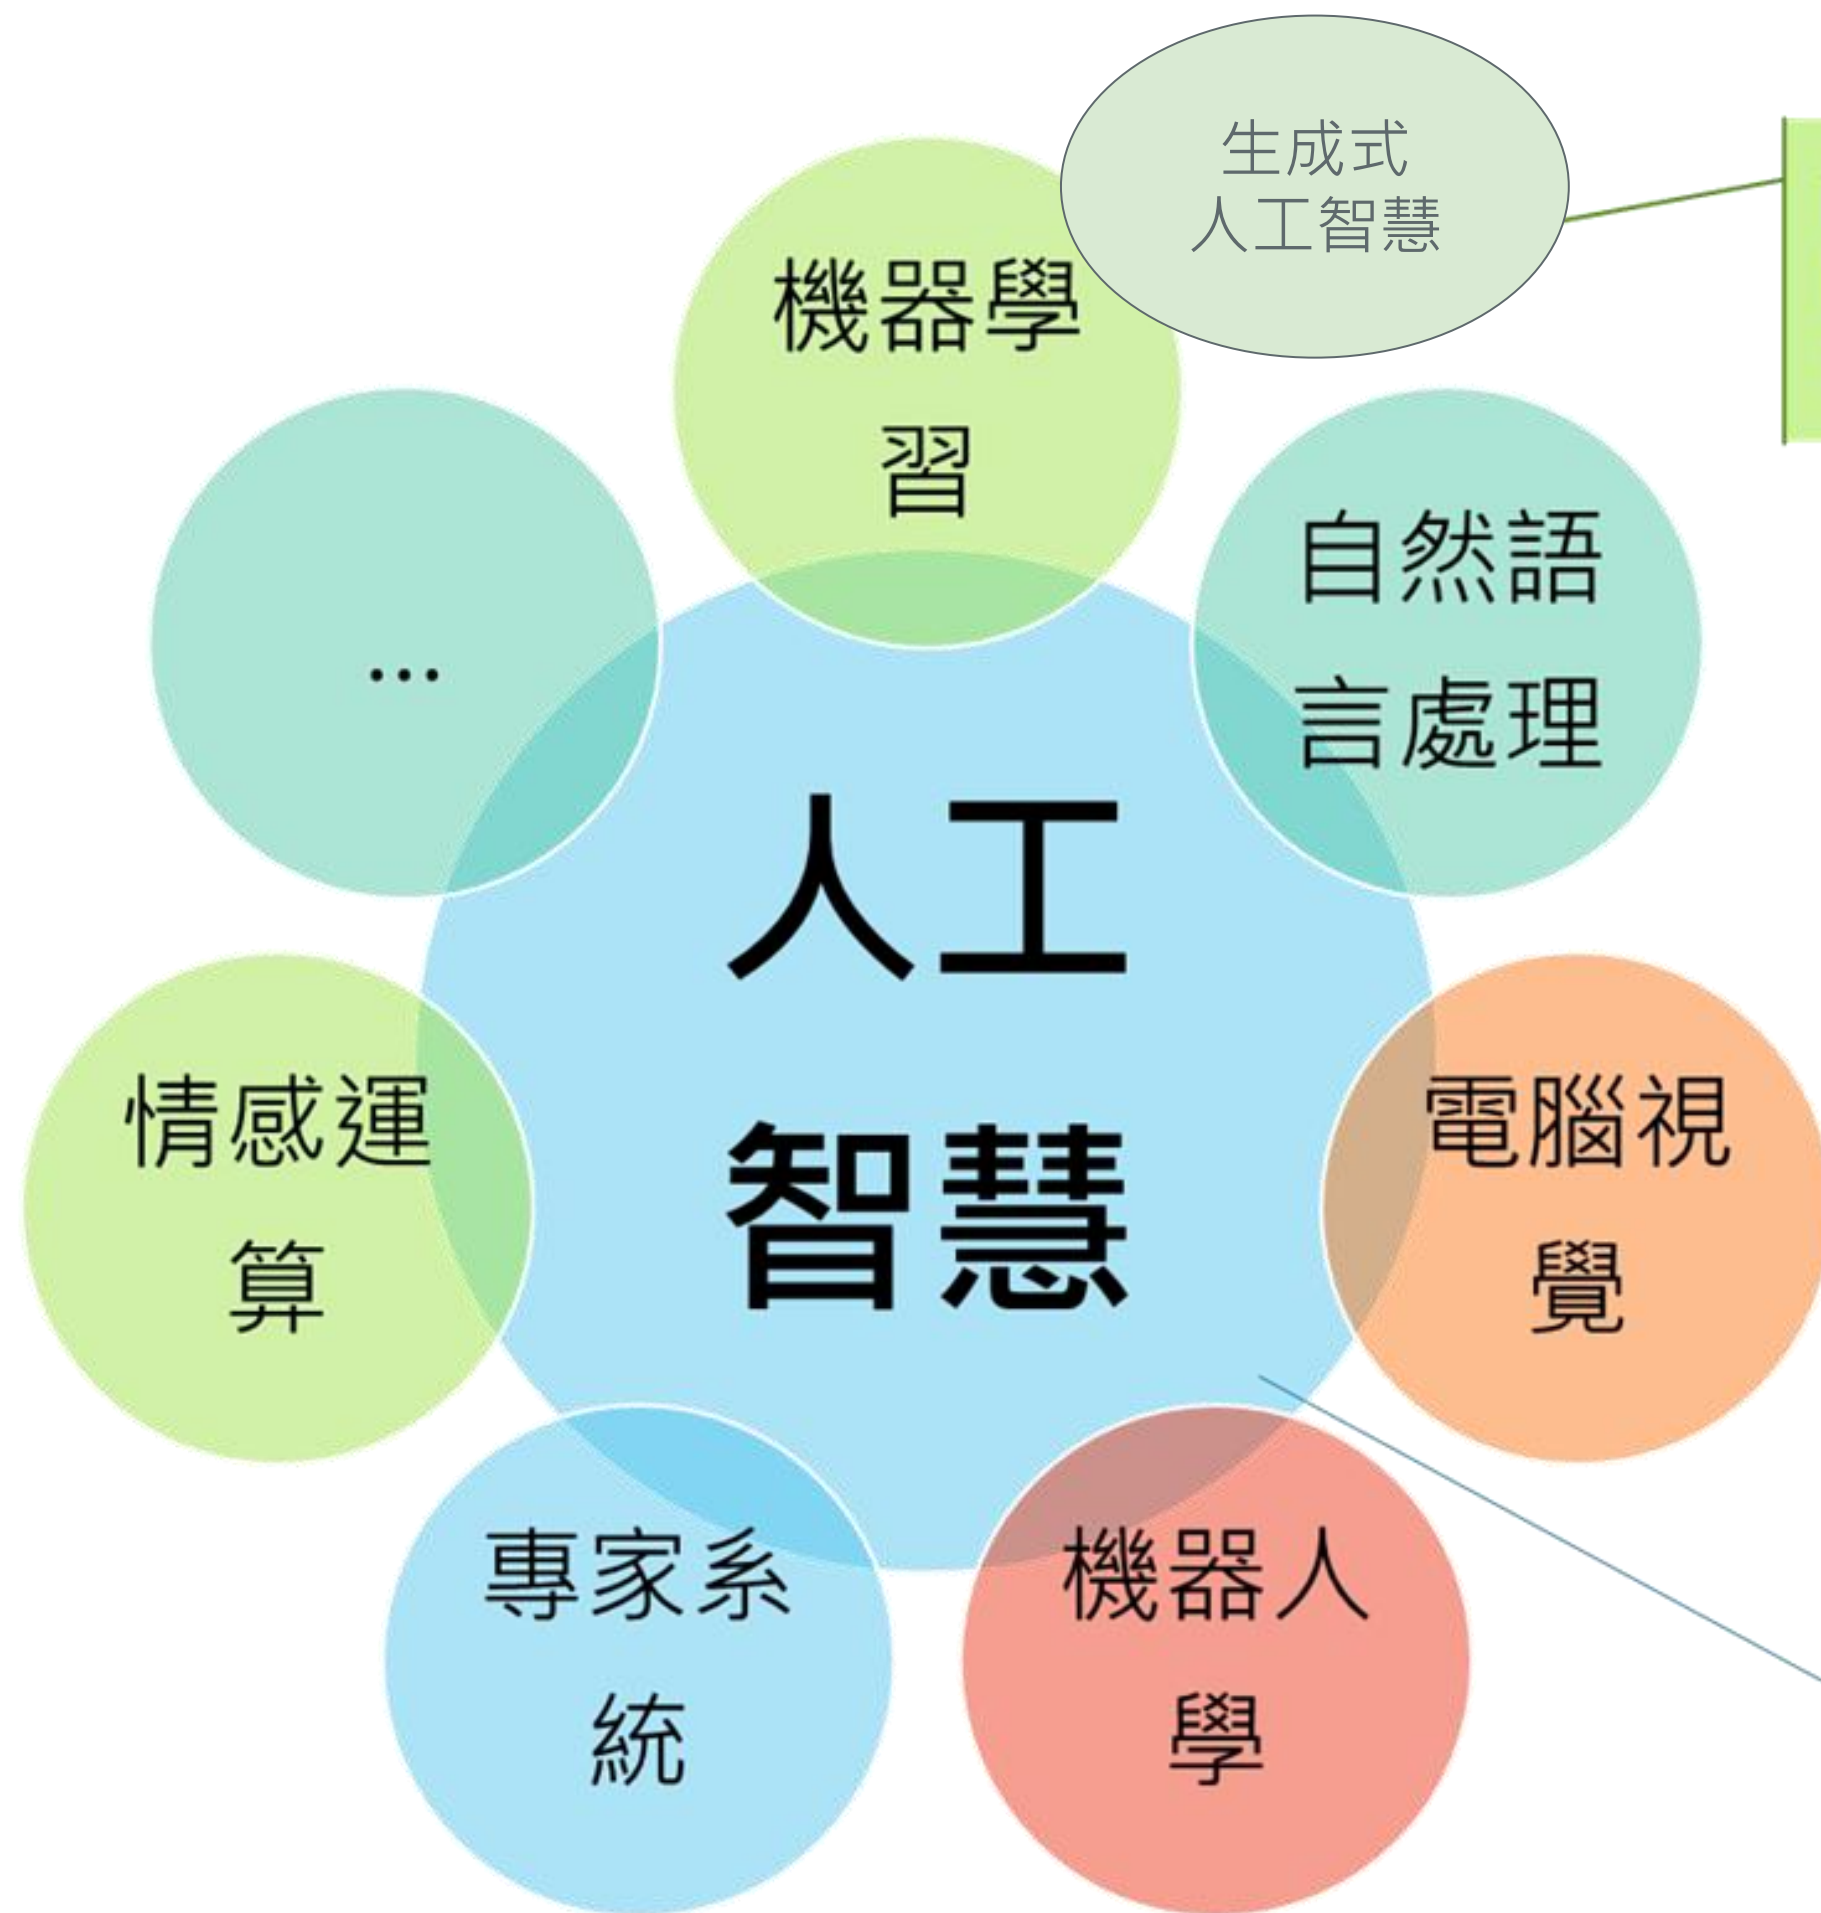 生成式
人工智慧
機器學
習
自然語
言處理
...
人工
智慧
情感運
算
電腦視
覺
專家系
統
機器人
學